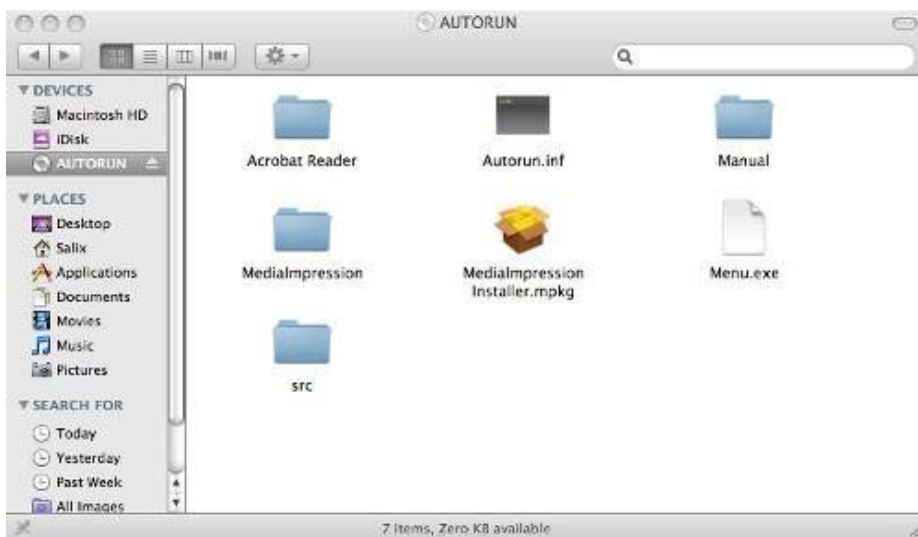 AUTORUN
DEVICES
Macintosh HD
iDisk
AUTORUN
PLACES
Desktop
Salix
Applications
Documents
Movies
Music
Pictures
SEARCH FOR
Today
Yesterday
Past Week
All Images
Acrobat Reader
Autorun.inf
Manual
MediaImpression
MediaImpression
Installer.mpkg
Menu.exe
src
7 items, Zero KB available